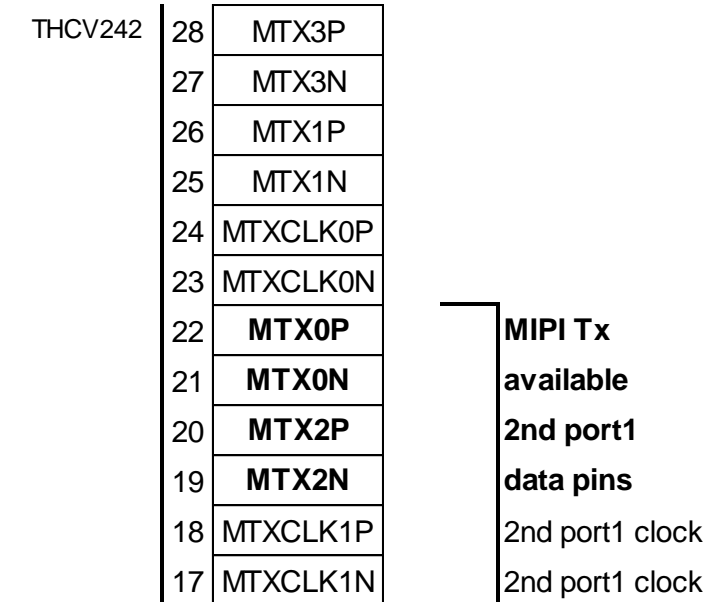 THCV242 28 MTX3P
27 MTX3N
26 MTX1P
25 MTX1N
24 MTXCLK0P
23 MTXCLK0N
22 MTX0P MIPI Tx
21 MTX0N available
20 MTX2P 2nd port1
19 MTX2N data pins
18 MTXCLK1P 2nd port1 clock
17 MTXCLK1N 2nd port1 clock